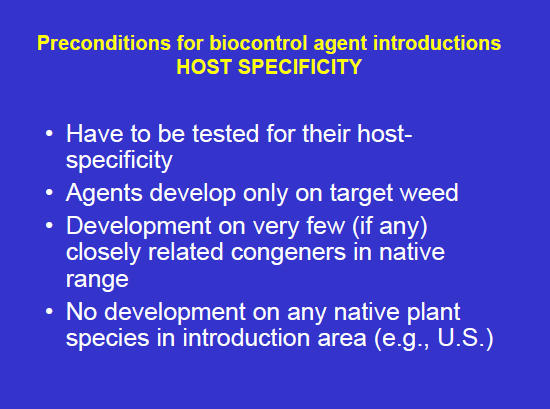 Preconditions for biocontrol agent introductions
HOST SPECIFICITY
• Have to be tested for their host-
specificity
• Agents develop only on target weed
• Development on very few (if any)
closely related congeners in native
range
• No development on any native plant
species in introduction area (e.g., U.S.)